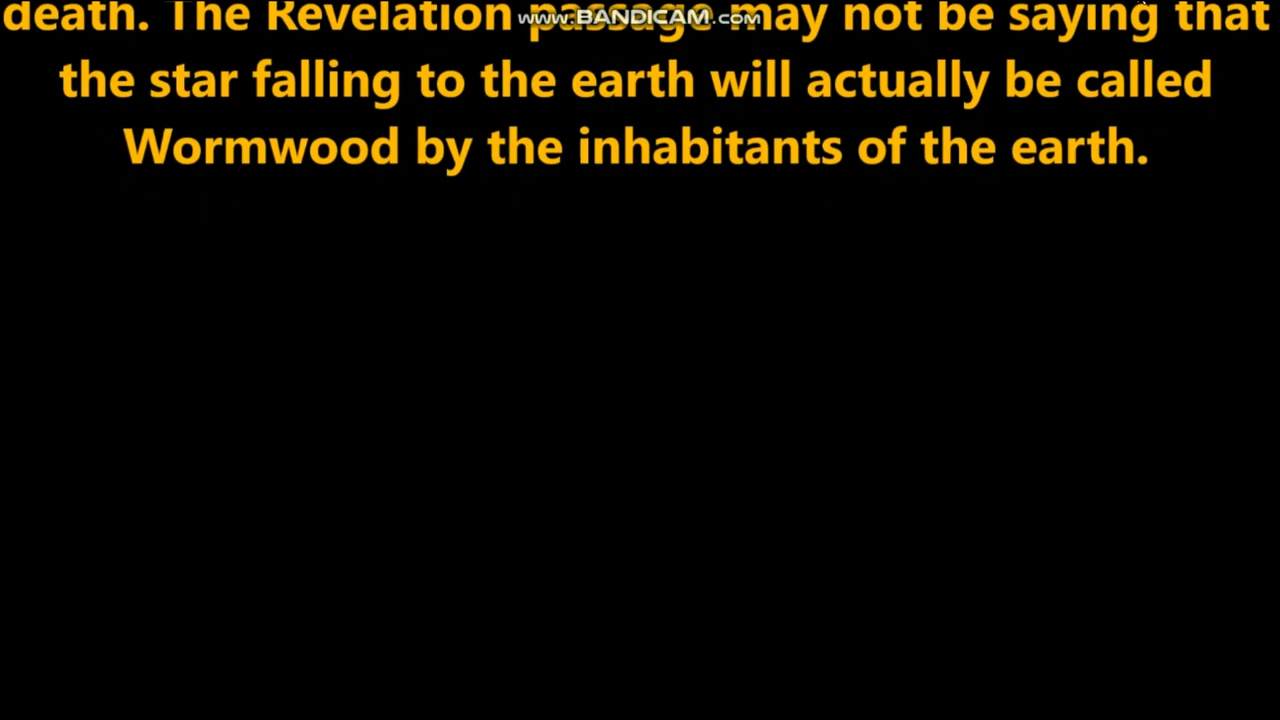 www.BANDICAM.com
death. The Revelation passage may not be saying that
the star falling to the earth will actually be called
Wormwood by the inhabitants of the earth.